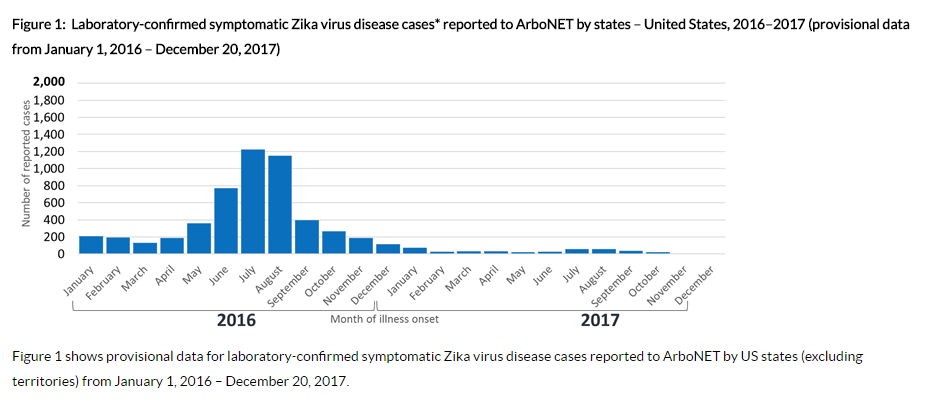 Figure 1: Laboratory-confirmed symptomatic Zika virus disease cases* reported to ArboNET by states – United States, 2016–2017 (provisional data
from January 1, 2016 – December 20, 2017)
Number of reported cases
2,000
1,800
1,600
1,400
1,200
1,000
800
600
400
200
0
January
February
March
April
May
June
July
August
September
October
November
December
January
February
March
April
May
June
July
August
September
October
November
December
2016
Month of illness onset
2017
Figure 1 shows provisional data for laboratory-confirmed symptomatic Zika virus disease cases reported to ArboNET by US states (excluding
territories) from January 1, 2016 – December 20, 2017.